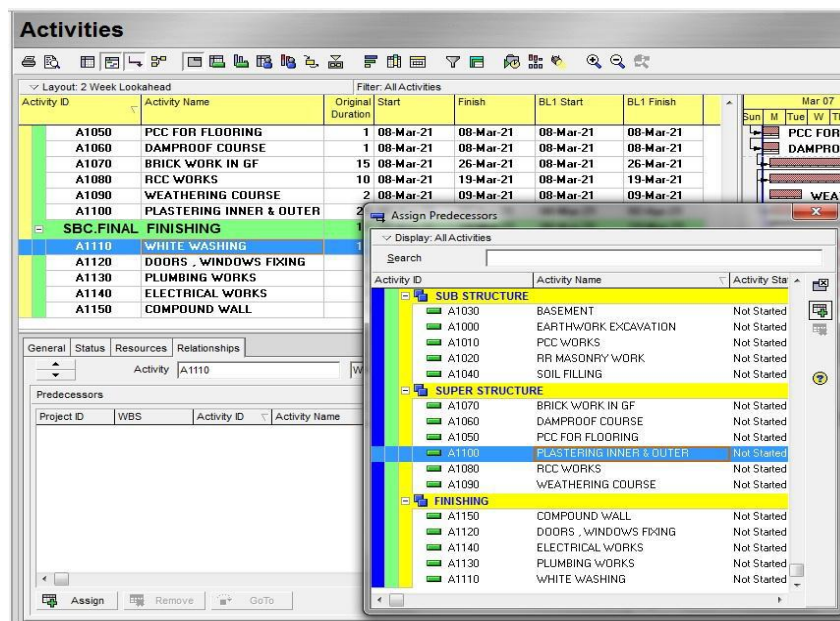 Activities
Layout: 2 Week Lookahead Filter: All Activities
Activity ID Activity Name Original Duration Start Finish BL1 Start BL1 Finish Mar 07
Sun M Tue W
A1050 PCC FOR FLOORING 1 08-Mar-21 08-Mar-21 08-Mar-21 08-Mar-21 PCC FOR
A1060 DAMPROOF COURSE 1 08-Mar-21 08-Mar-21 08-Mar-21 08-Mar-21 DAMPRO
A1070 BRICK WORK IN GF 15 08-Mar-21 26-Mar-21 08-Mar-21 26-Mar-21
A1080 RCC WORKS 10 08-Mar-21 19-Mar-21 08-Mar-21 19-Mar-21
A1090 WEATHERING COURSE 2 08-Mar-21 09-Mar-21 08-Mar-21 09-Mar-21 WEA
A1100 PLASTERING INNER & OUTER 2
SBC.FINAL FINISHING 1
A1110 WHITE WASHING 1
A1120 DOORS , WINDOWS FIXING
A1130 PLUMBING WORKS
A1140 ELECTRICAL WORKS
A1150 COMPOUND WALL
General Status Resources Relationships
Activity A1110
Predecessors
Project ID WBS Activity ID Activity Name
Assign Remove GoTo
Assign Predecessors
Display: All Activities
Search
Activity ID Activity Name Activity Sta
SUB STRUCTURE
A1030 BASEMENT Not Started
A1000 EARTHWORK EXCAVATION Not Started
A1010 PCC WORKS Not Started
A1020 RR MASONRY WORK Not Started
A1040 SOIL FILLING Not Started
SUPER STRUCTURE
A1070 BRICK WORK IN GF Not Started
A1060 DAMPROOF COURSE Not Started
A1050 PCC FOR FLOORING Not Started
A1100 PLASTERING INNER & OUTER Not Started
A1080 RCC WORKS Not Started
A1090 WEATHERING COURSE Not Started
FINISHING
A1150 COMPOUND WALL Not Started
A1120 DOORS , WINDOWS FIXING Not Started
A1140 ELECTRICAL WORKS Not Started
A1130 PLUMBING WORKS Not Started
A1110 WHITE WASHING Not Started